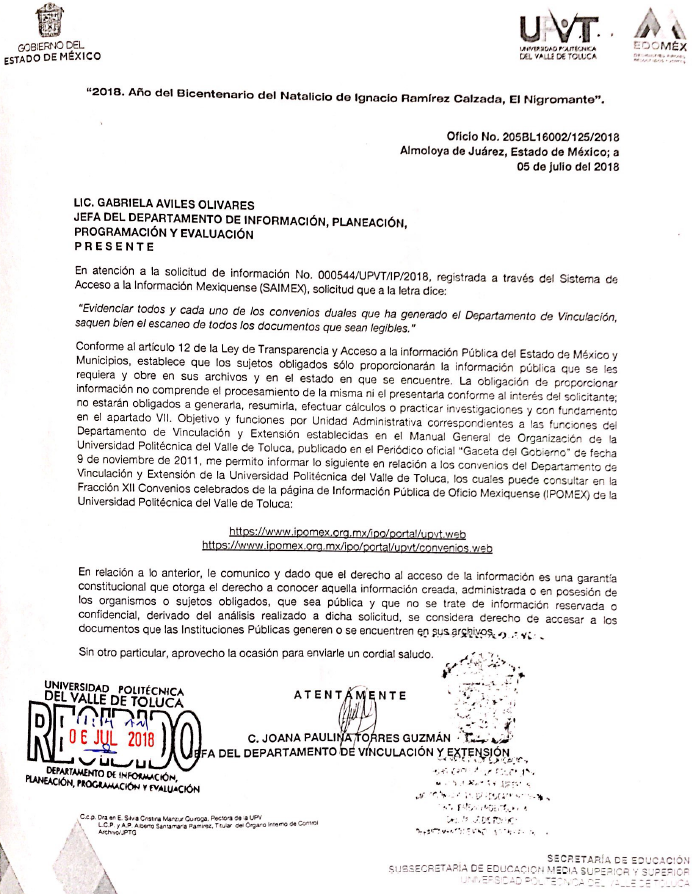 GOBIERNO DEL
ESTADO DE MÉXICO
UPVT
UNIVERSIDAD POLITÉCNICA
DEL VALLE DE TOLUCA
EDOMÉX
"2018. Año del Bicentenario del Natalicio de Ignacio Ramírez Calzada, El Nigromante".
Oficio No. 205BL16002/125/2018
Almoloya de Juárez, Estado de México; a
05 de julio del 2018
LIC. GABRIELA AVILES OLIVARES
JEFA DEL DEPARTAMENTO DE INFORMACIÓN, PLANEACIÓN,
PROGRAMACIÓN Y EVALUACIÓN
P R E S E N T E
En atención a la solicitud de información No. 000544/UPVT/IP/2018, registrada a través del Sistema de
Acceso a la Información Mexiquense (SAIMEX), solicitud que a la letra dice:
"Evidenciar todos y cada uno de los convenios duales que ha generado el Departamento de Vinculación,
saquen bien el escaneo de todos los documentos que sean legibles."
Conforme al artículo 12 de la Ley de Transparencia y Acceso a la información Pública del Estado de México y
Municipios, establece que los sujetos obligados sólo proporcionarán la información pública que se les
requiera y obre en sus archivos y en el estado en que se encuentre. La obligación de proporcionar
información no comprende el procesamiento de la misma ni el presentarla conforme al interés del solicitante;
no estarán obligados a generarla, resumirla, efectuar cálculos o practicar investigaciones y con fundamento
en el apartado VII. Objetivo y funciones por Unidad Administrativa correspondientes a las funciones del
Departamento de Vinculación y Extensión establecidas en el Manual General de Organización de la
Universidad Politécnica del Valle de Toluca, publicado en el Periódico oficial "Gaceta del Gobierno" de fecha
9 de noviembre de 2011, me permito informar lo siguiente en relación a los convenios del Departamento de
Vinculación y Extensión de la Universidad Politécnica del Valle de Toluca, los cuales puede consultar en la
Fracción XII Convenios celebrados de la página de Información Pública de Oficio Mexiquense (IPOMEX) de la
Universidad Politécnica del Valle de Toluca:
https://www.ipomex.org.mx/ipo/portal/upvt.web
https://www.ipomex.org.mx/ipo/portal/upvt/convenios.web
En relación a lo anterior, le comunico y dado que el derecho al acceso de la información es una garantía
constitucional que otorga el derecho a conocer aquella información creada, administrada o en posesión de
los organismos o sujetos obligados, que sea pública y que no se trate de información reservada o
confidencial, derivado del análisis realizado a dicha solicitud, se considera derecho de accesar a los
documentos que las Instituciones Públicas generen o se encuentren en sus archivos.
Sin otro particular, aprovecho la ocasión para enviarle un cordial saludo.
A T E N T A M E N T E
C. JOANA PAULINA TORRES GUZMÁN
JEFA DEL DEPARTAMENTO DE VINCULACIÓN Y EXTENSIÓN
UNIVERSIDAD POLITÉCNICA
DEL VALLE DE TOLUCA
RECIBIDO
06 JUL 2018
DEPARTAMENTO DE INFORMACIÓN,
PLANEACIÓN, PROGRAMACIÓN Y EVALUACIÓN
C.c.p. Dra en E. Silvia Cristina Manzur Quiroga, Rectora de la UPV
L.C.P. y A.P. Alberto Santamaría Ramírez, Titular del Órgano Interno de Control
Archivo/JPTG
SECRETARÍA DE EDUCACIÓN
SUBSECRETARÍA DE EDUCACIÓN MEDIA SUPERIOR Y SUPERIOR
UNIVERSIDAD POLITÉCNICA DEL VALLE DE TOLUCA